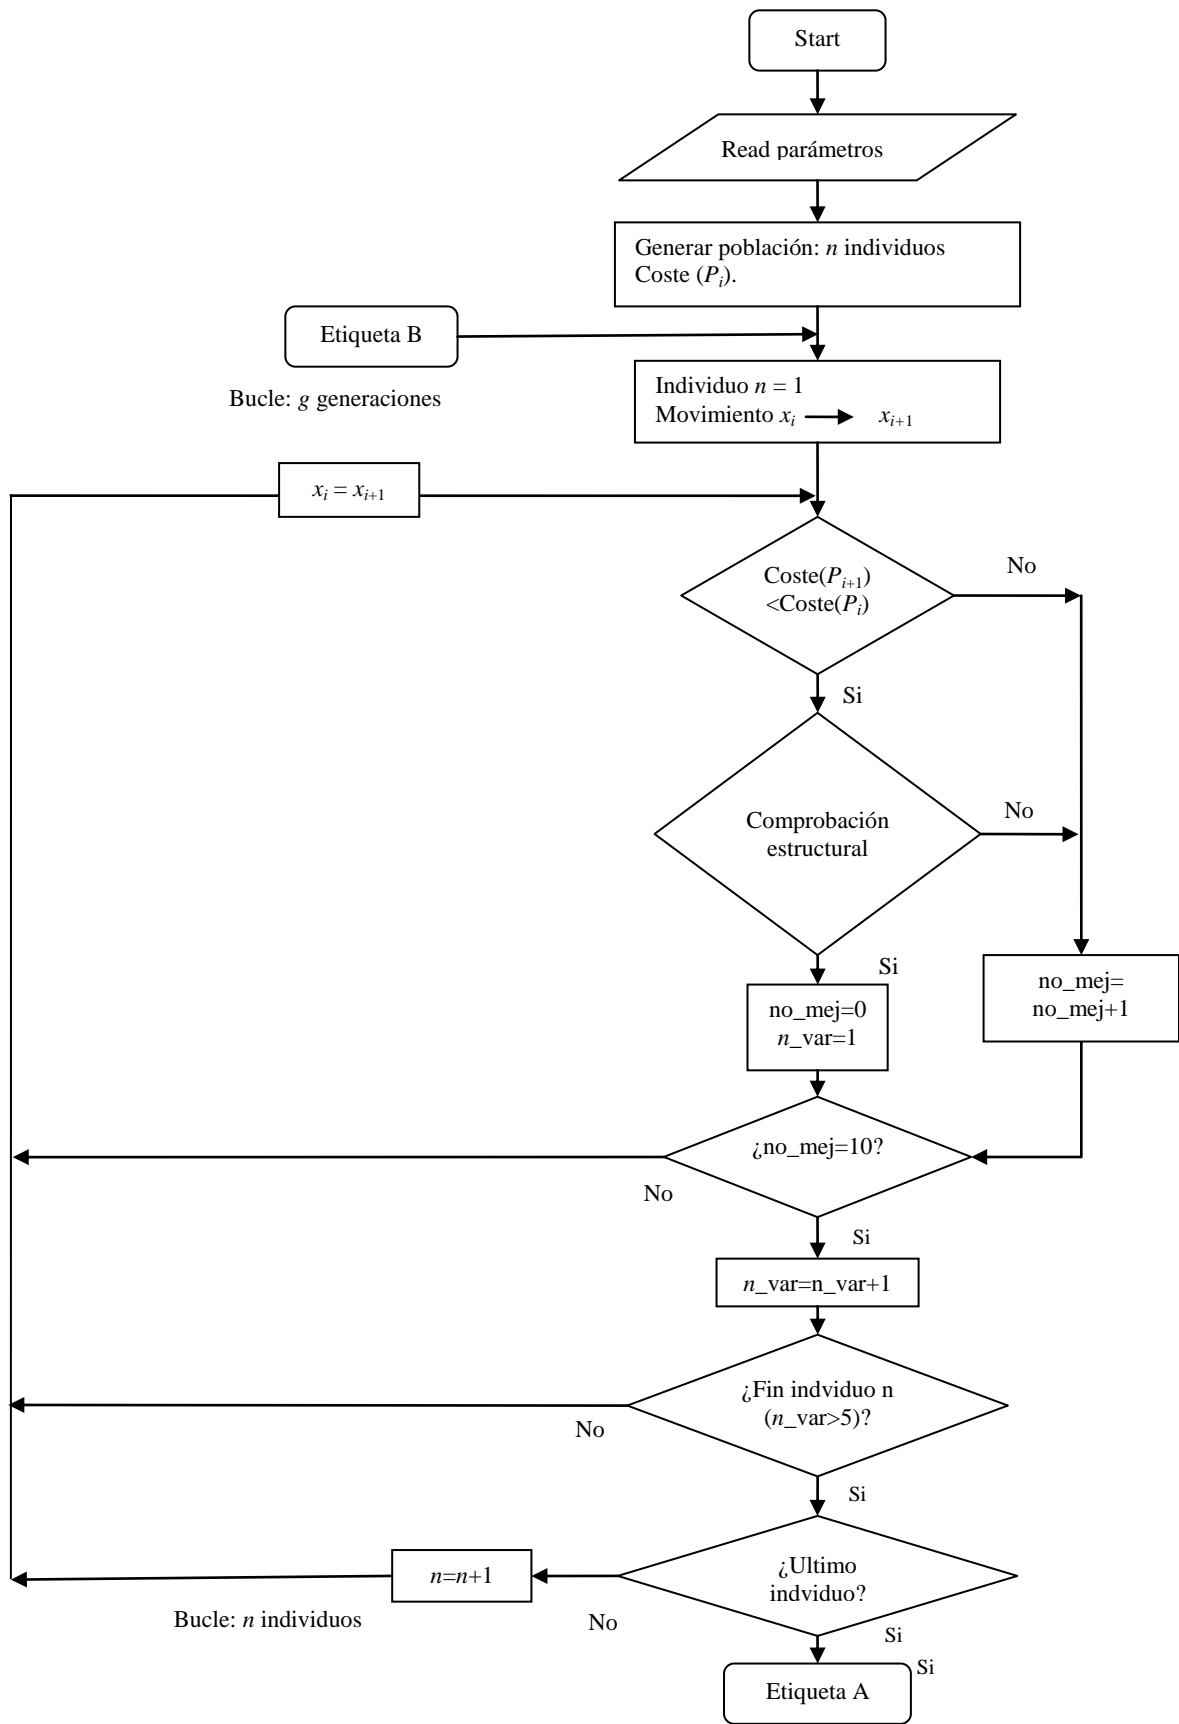 Start
Read parámetros
Generar población: n individuos
Coste (Pᵢ).
Etiqueta B
Bucle: g generaciones
Individuo n = 1
Movimiento xᵢ xᵢ₊₁
xᵢ = xᵢ₊₁
Coste(Pᵢ₊₁)
<Coste(Pᵢ)
No
Si
Comprobación
estructural
No
Si
no_mej=0
n_var=1
no_mej=
no_mej+1
¿no_mej=10?
No
Si
n_var=n_var+1
¿Fin indviduo n
(n_var>5)?
No
Si
¿Ultimo
indviduo?
n=n+1
Bucle: n individuos
No
Si
Si
Etiqueta A